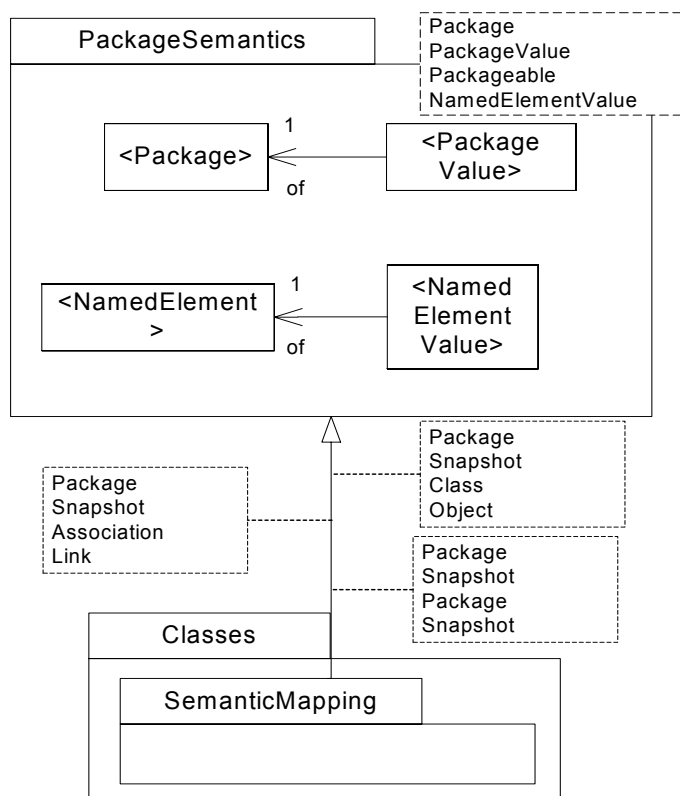 PackageSemantics
Package
PackageValue
Packageable
NamedElementValue
<Package>
1
of
<Package
Value>
<NamedElement
>
1
of
<Named
Element
Value>
Package
Snapshot
Association
Link
Package
Snapshot
Class
Object
Package
Snapshot
Package
Snapshot
Classes
SemanticMapping